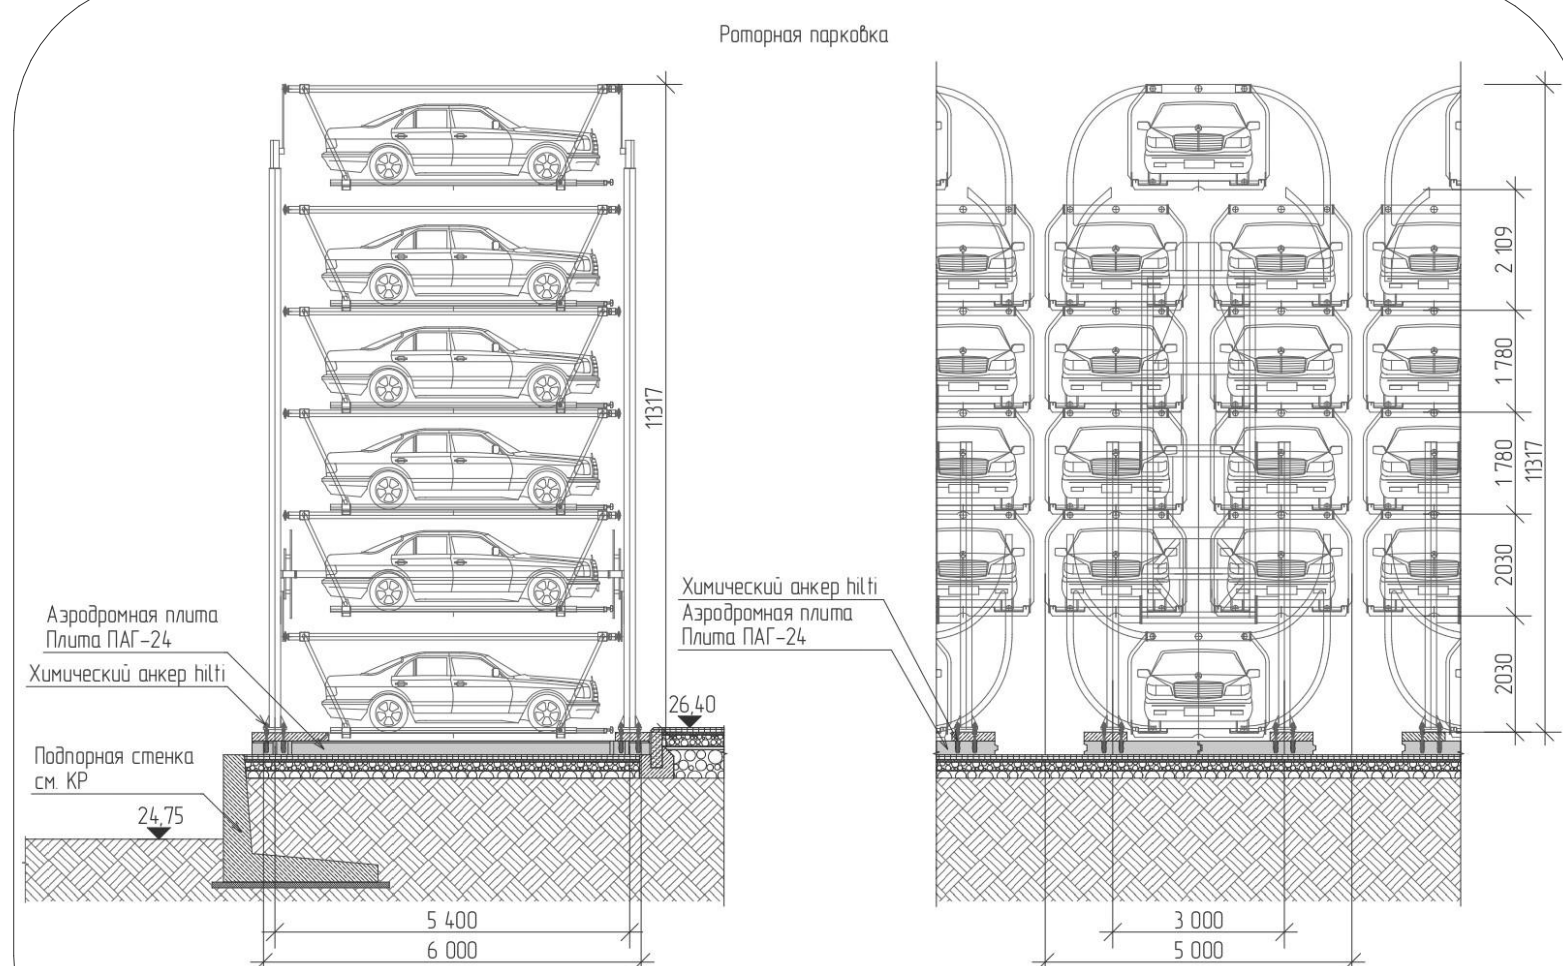 Роторная парковка
11317
Аэродромная плита
Плита ПАГ-24
Химический анкер hilti
Подпорная стенка
см. КР
24,75
26,40
5 400
6 000
Химический анкер hilti
Аэродромная плита
Плита ПАГ-24
2 109
1 780
1 780
2030
2030
11317
3 000
5 000